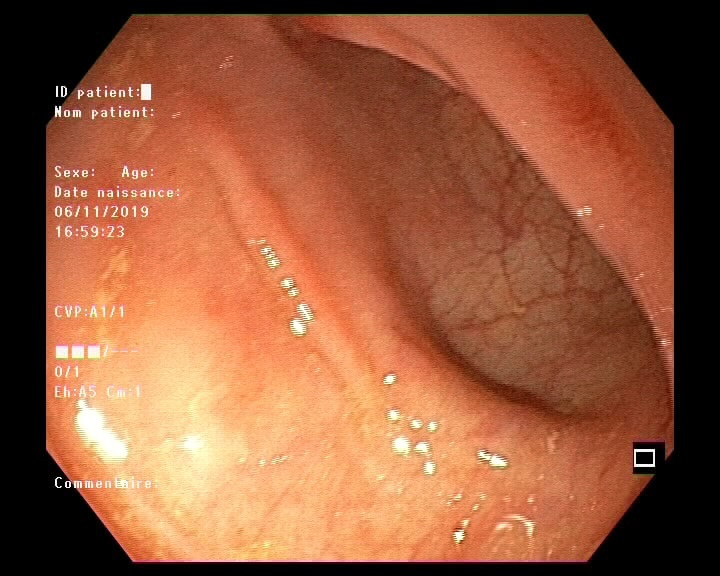 ID patient:
Nom patient:
Sexe: Age:
Date naissance:
06/11/2019
16:59:23
CVP:A1/1
/---
0/1
Eh:A5 Cm:1
Commentaire: